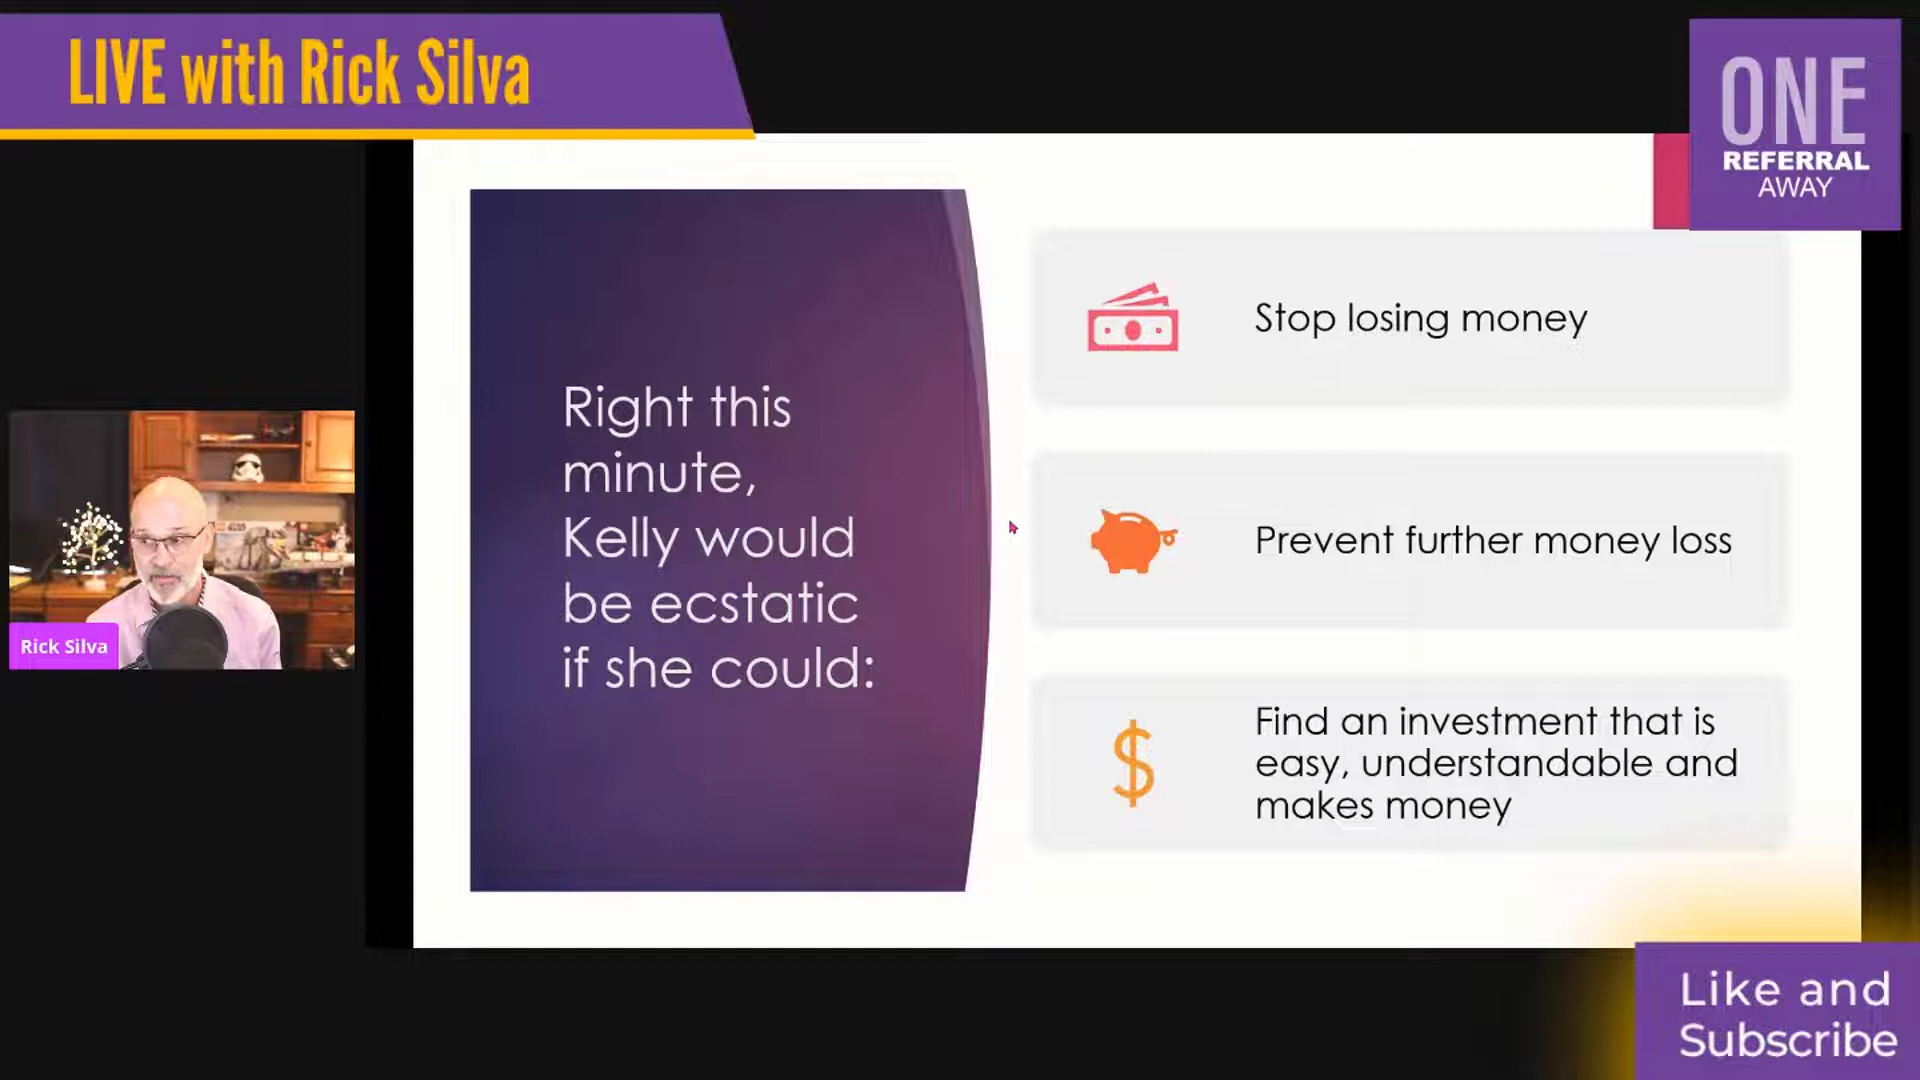 LIVE with Rick Silva
ONE
REFERRAL
AWAY
Right this
minute,
Kelly would
be ecstatic
if she could:
Stop losing money
Prevent further money loss
Find an investment that is
easy, understandable and
makes money
Rick Silva
Like and
Subscribe